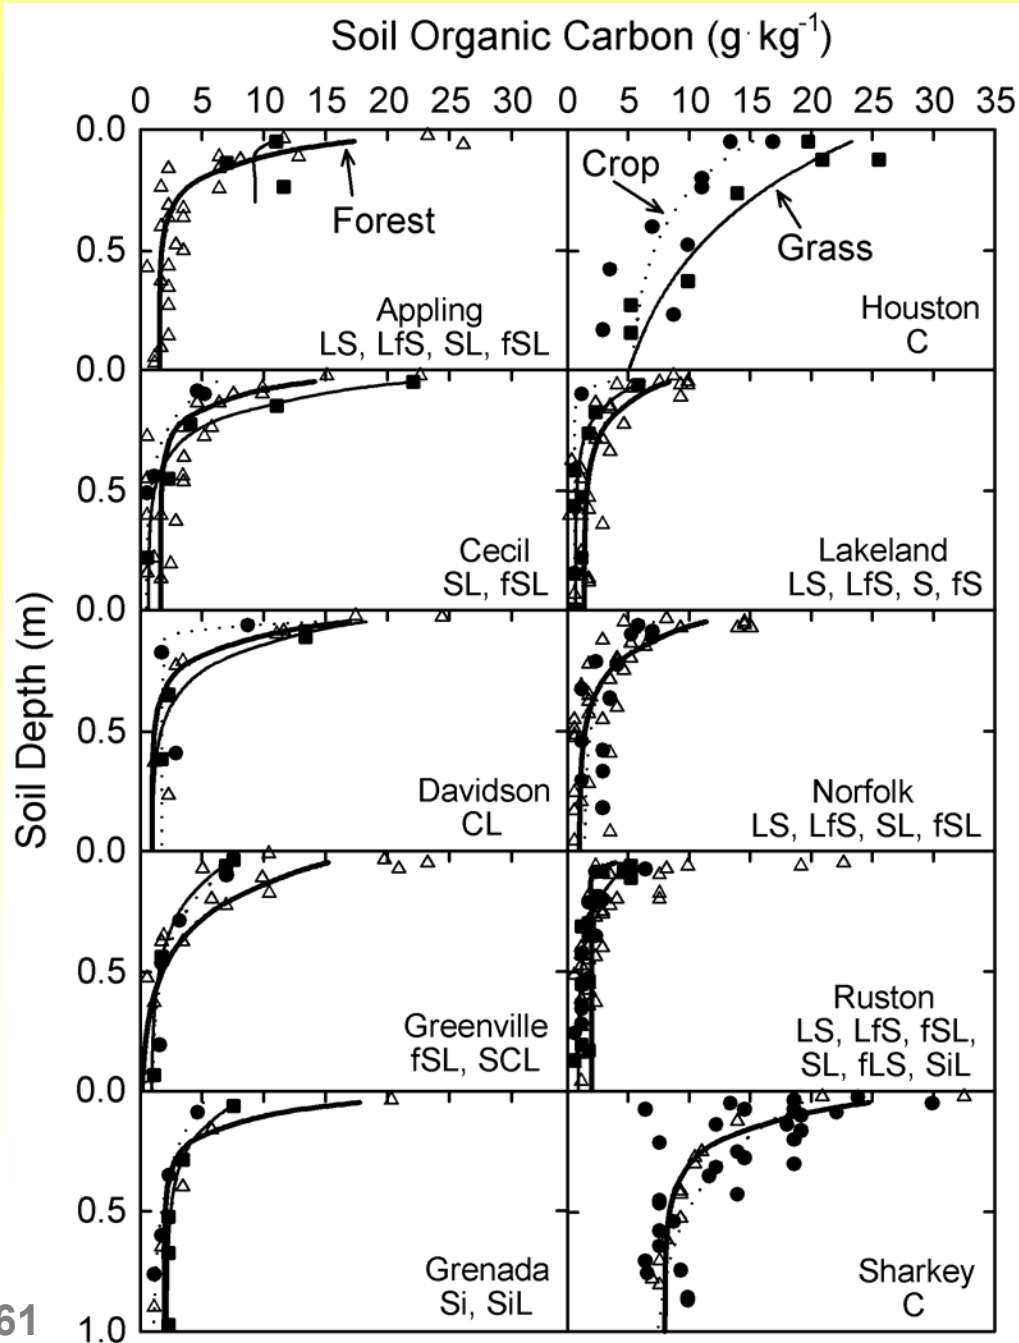 Soil Organic Carbon (g·kg-1)
0 5 10 15 20 25 30 0 5 10 15 20 25 30 35
0.0
Crop
Forest
Grass
0.5
Appling
LS, LfS, SL, fSL
Houston
C
0.0
0.5
Cecil
SL, fSL
Lakeland
LS, LfS, S, fS
0.0
Soil Depth (m)
0.5
Davidson
CL
Norfolk
LS, LfS, SL, fSL
0.0
0.5
Greenville
fSL, SCL
Ruston
LS, LfS, fSL,
SL, fLS, SiL
0.0
0.5
Grenada
Si, SiL
Sharkey
C
1.0
61